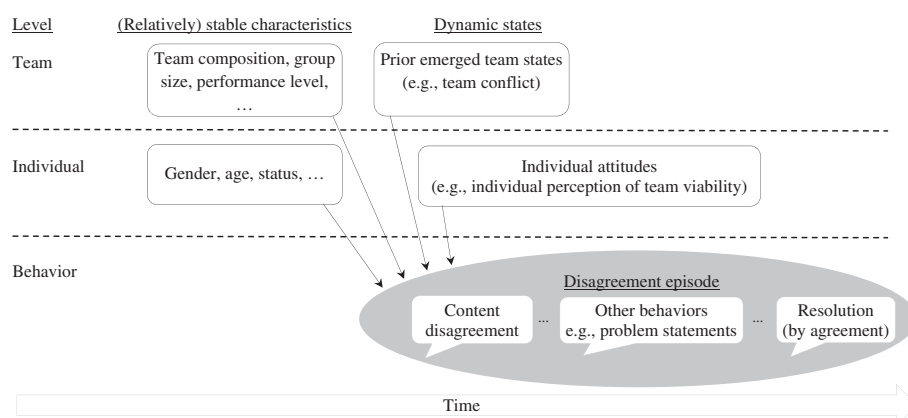 Level
(Relatively) stable characteristics
Dynamic states
Team
Team composition, group
size, performance level,
…
Prior emerged team states
(e.g., team conflict)
Individual
Gender, age, status, …
Individual attitudes
(e.g., individual perception of team viability)
Behavior
Disagreement episode
Content
disagreement
...
Other behaviors
e.g., problem statements
...
Resolution
(by agreement)
Time